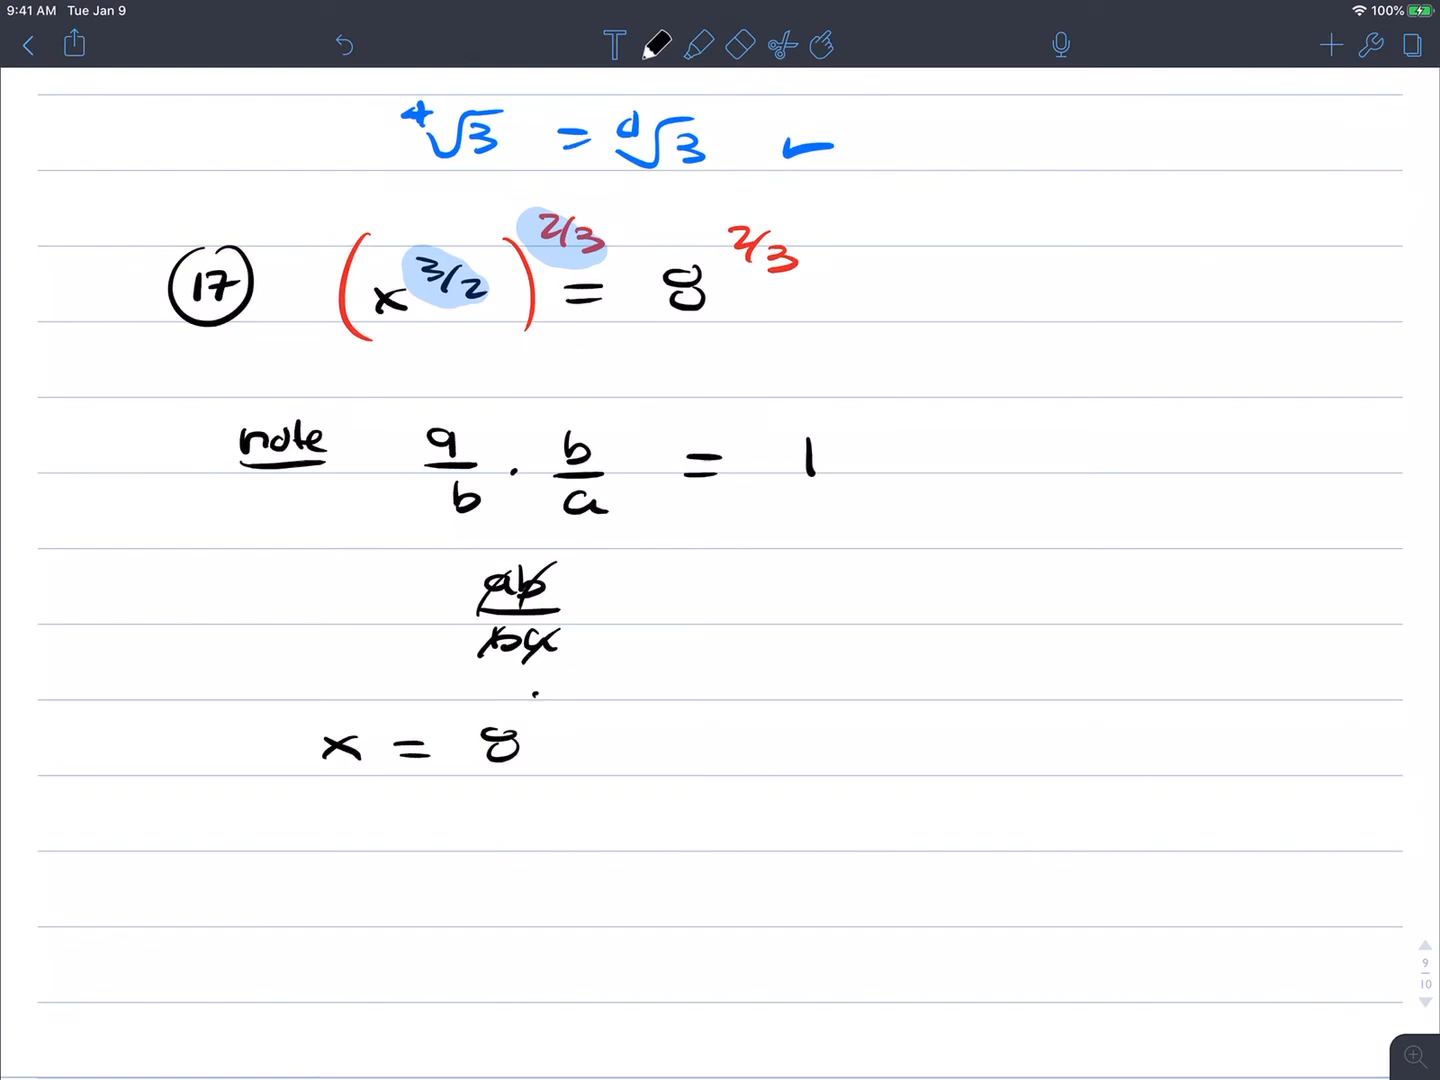 9:41 AM Tue Jan 9 100%
T
⁴√3 = ⁴√3 ✓
17 (x^3/2)^2/3 = 8^2/3
note a/b · b/a = 1
ab/ba
x = 8
9
10